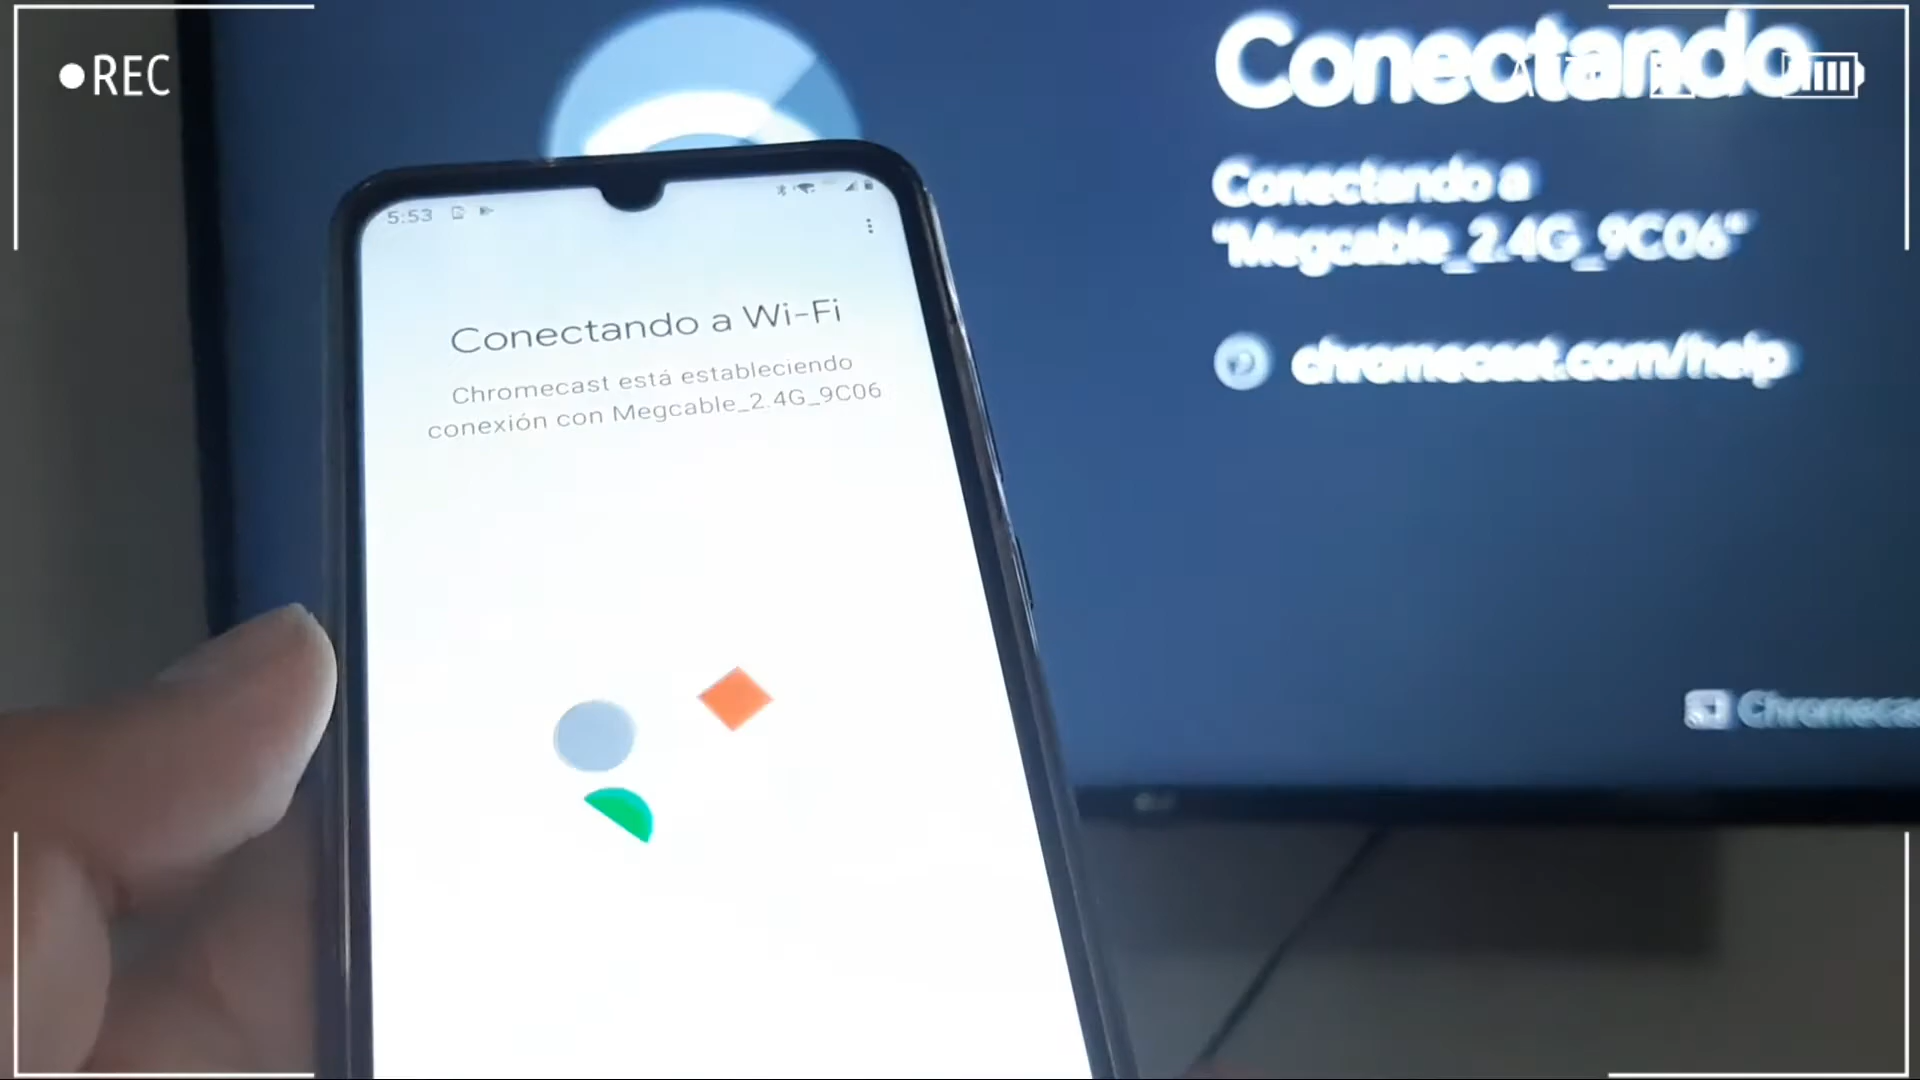 REC
Conectando
Conectando a
"Megcable_2.4G_9C06"
chromecast.com/help
5:53
Conectando a Wi-Fi
Chromecast está estableciendo
conexión con Megcable_2.4G_9C06